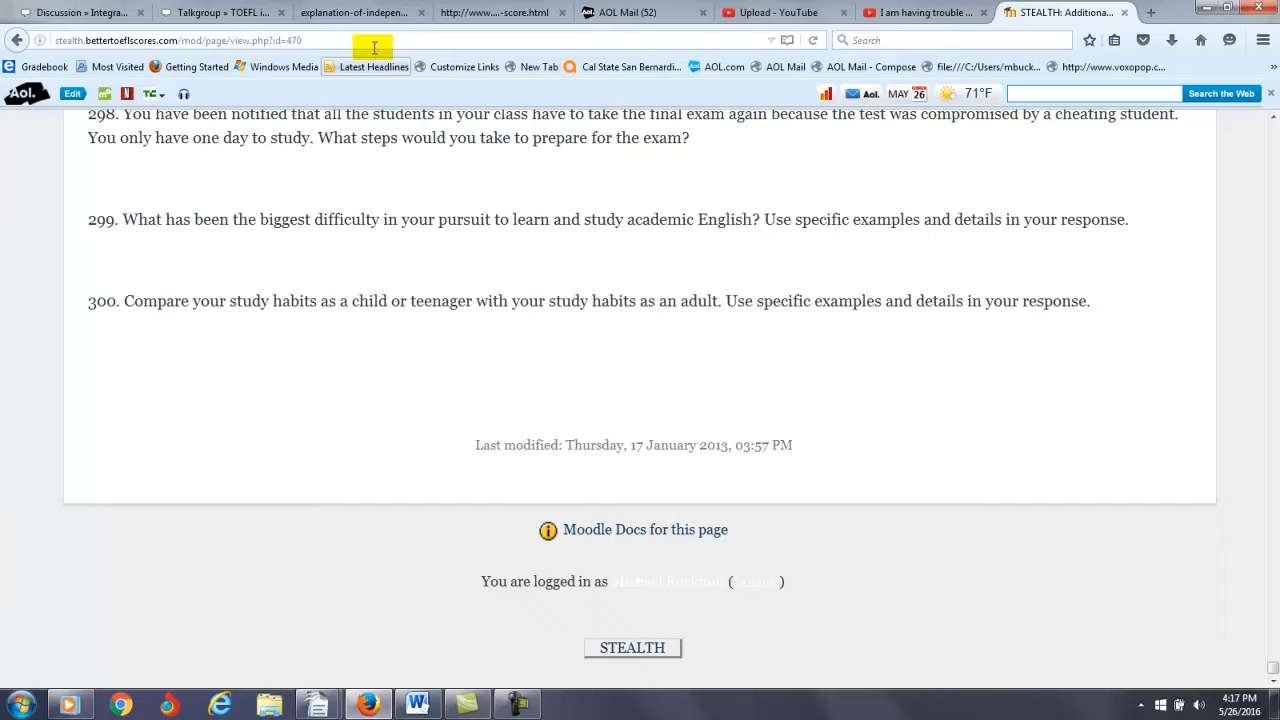 Discussion » Integra...
Talkgroup » TOEFL i...
explanation-of-indepen...
http://www....-score.html
AOL Mail (52)
Upload - YouTube
I am having trouble ...
STEALTH: Additiona...
stealth.bettertoeflscores.com/mod/page/view.php?id=470
Search
Gradebook
Most Visited
Getting Started
Windows Media
Latest Headlines
Customize Links
New Tab
Cal State San Bernardi...
AOL.com
AOL Mail
AOL Mail - Compose
file:///C:/Users/mbuck...
http://www.voxopop.c...
Aol.
Edit
TC
Aol.
MAY 26
71°F
Search the Web
298. You have been notified that all the students in your class have to take the final exam again because the test was compromised by a cheating student.
You only have one day to study. What steps would you take to prepare for the exam?
299. What has been the biggest difficulty in your pursuit to learn and study academic English? Use specific examples and details in your response.
300. Compare your study habits as a child or teenager with your study habits as an adult. Use specific examples and details in your response.
Last modified: Thursday, 17 January 2013, 03:57 PM
Moodle Docs for this page
You are logged in as ( )
STEALTH
4:17 PM
5/26/2016